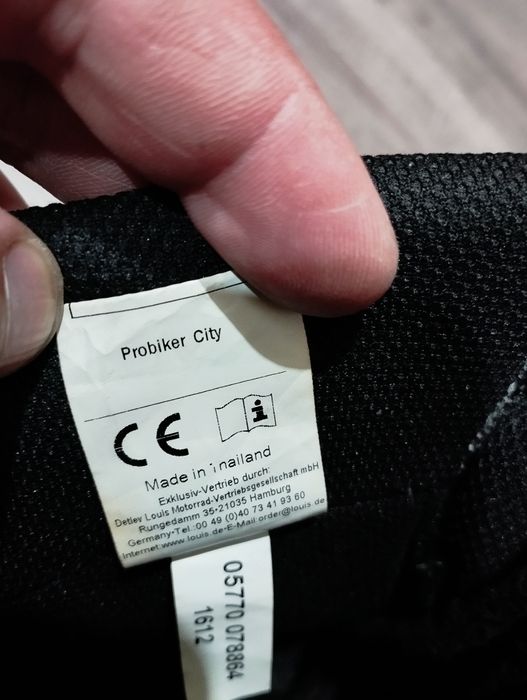 Probiker City
CE i
Made in Thailand
Exklusiv-Vertrieb durch:
Detlev Louis Motorrad-Vertriebsgesellschaft mbH
Rungedamm 35-21035 Hamburg
Germany-Tel.:00 49 (0)40 73 41 93 60
Internet:www.louis.de-E-Mail order@louis.de
05770 078864
1612